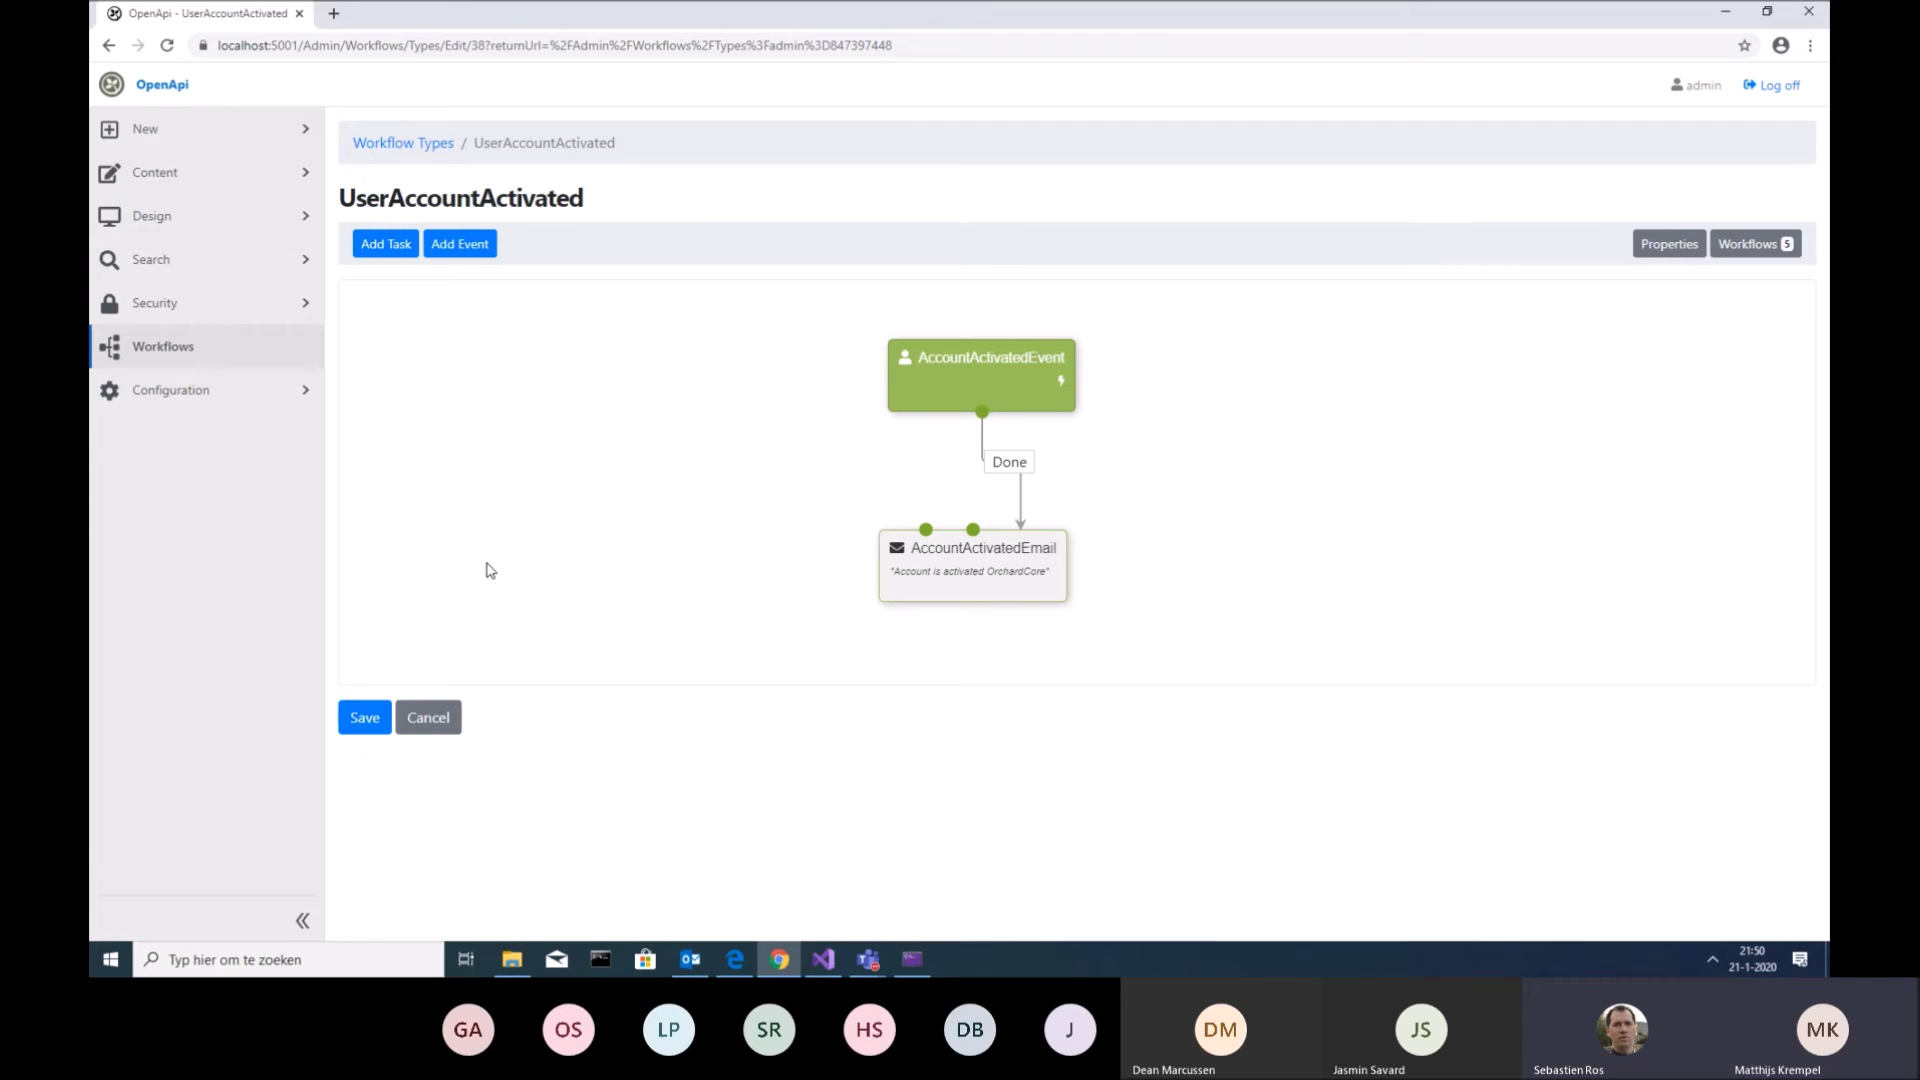 OpenApi - UserAccountActivated
localhost:5001/Admin/Workflows/Types/Edit/38?returnUrl=%2FAdmin%2FWorkflows%2FTypes%3Fadmin%3D847397448
OpenApi
admin
Log off
New
Content
Design
Search
Security
Workflows
Configuration
Workflow Types / UserAccountActivated
UserAccountActivated
Add Task
Add Event
Properties
Workflows 5
AccountActivatedEvent
Done
AccountActivatedEmail
"Account is activated OrchardCore"
Save
Cancel
Typ hier om te zoeken
21:50
21-1-2020
GA
OS
LP
SR
HS
DB
J
DM
JS
MK
Dean Marcussen
Jasmin Savard
Sebastien Ros
Matthijs Krempel